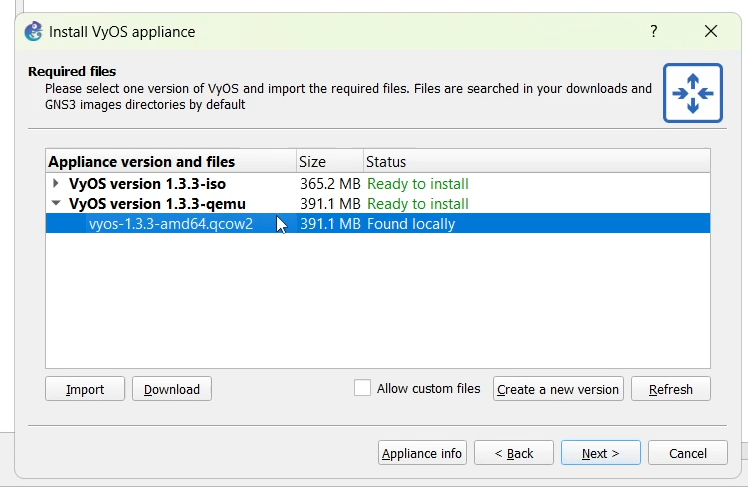 Install VyOS appliance ?
Required files
Please select one version of VyOS and import the required files. Files are searched in your downloads and
GNS3 images directories by default
Appliance version and files Size Status
VyOS version 1.3.3-iso 365.2 MB Ready to install
VyOS version 1.3.3-qemu 391.1 MB Ready to install
vyos-1.3.3-amd64.qcow2 391.1 MB Found locally
Import Download Allow custom files Create a new version Refresh
Appliance info < Back Next > Cancel